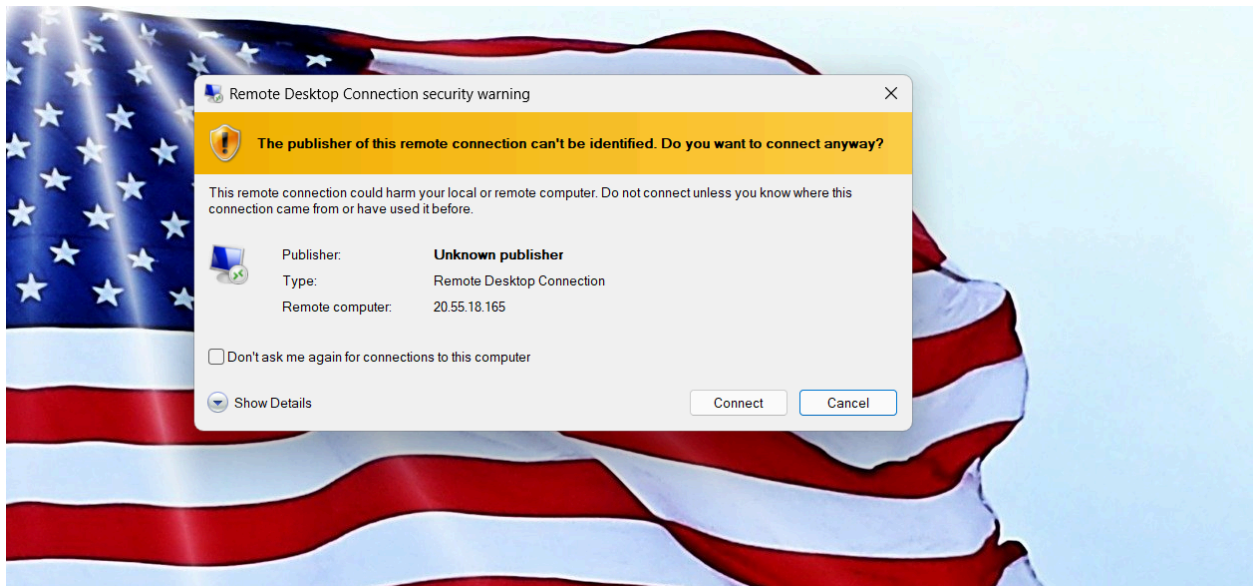 Remote Desktop Connection security warning
The publisher of this remote connection can't be identified. Do you want to connect anyway?
This remote connection could harm your local or remote computer. Do not connect unless you know where this
connection came from or have used it before.
Publisher: Unknown publisher
Type: Remote Desktop Connection
Remote computer: 20.55.18.165
Don't ask me again for connections to this computer
Show Details Connect Cancel